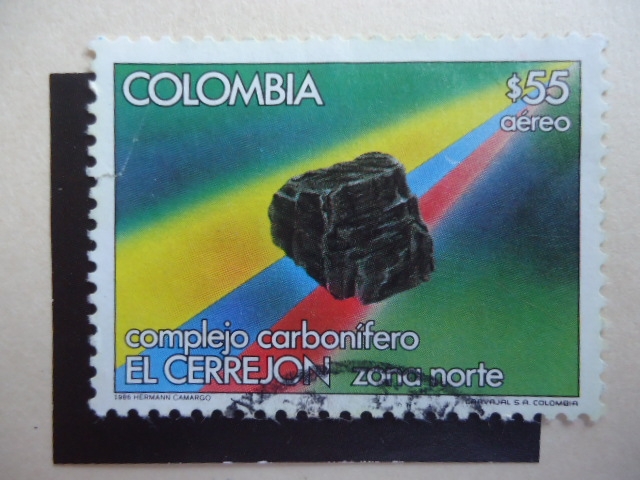 COLOMBIA
$55
aéreo
complejo carbonífero
EL CERREJON zona norte
1986 HERMANN CAMARGO
CARVAJAL S.A. COLOMBIA